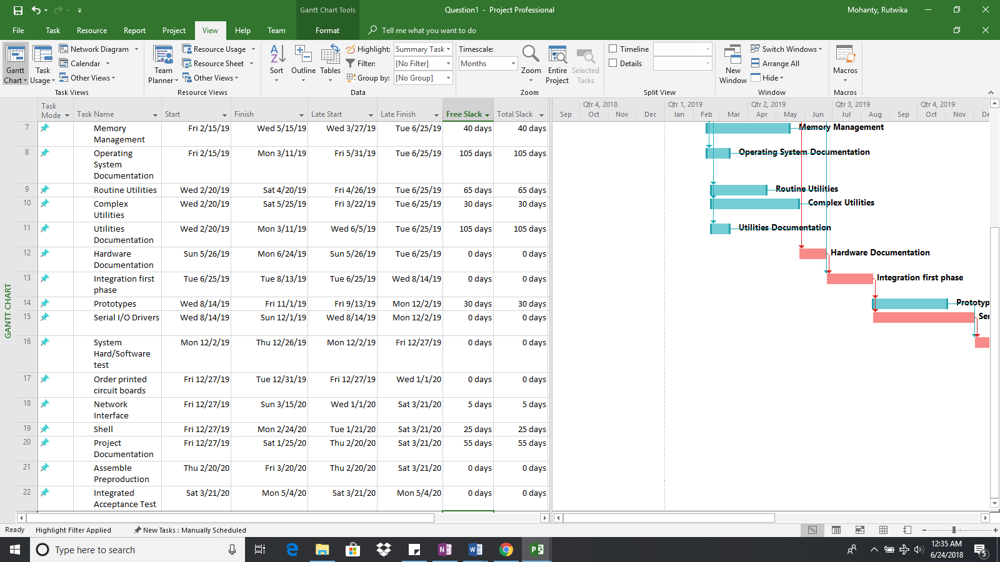 Gantt Chart Tools
Question1 - Project Professional
Mohanty, Rutwika
File Task Resource Report Project View Help Team Format Tell me what you want to do
Gantt Chart
Task Usage
Network Diagram
Calendar
Other Views
Task Views
Team Planner
Resource Usage
Resource Sheet
Other Views
Resource Views
Sort
Outline
Tables
Highlight: Summary Task
Filter: [No Filter]
Group by: [No Group]
Data
Timescale:
Months
Zoom
Entire Project
Selected Tasks
Zoom
Timeline
Details
Split View
New Window
Switch Windows
Arrange All
Hide
Window
Macros
Macros
Task Mode Task Name Start Finish Late Start Late Finish Free Slack Total Slack
Qtr 4, 2018 Qtr 1, 2019 Qtr 2, 2019 Qtr 3, 2019 Qtr 4, 2019
Sep Oct Nov Dec Jan Feb Mar Apr May Jun Jul Aug Sep Oct Nov De
7 Memory Management Fri 2/15/19 Wed 5/15/19 Wed 3/27/19 Tue 6/25/19 40 days 40 days
8 Operating System Documentation Fri 2/15/19 Mon 3/11/19 Fri 5/31/19 Tue 6/25/19 105 days 105 days
9 Routine Utilities Wed 2/20/19 Sat 4/20/19 Fri 4/26/19 Tue 6/25/19 65 days 65 days
10 Complex Utilities Wed 2/20/19 Sat 5/25/19 Fri 3/22/19 Tue 6/25/19 30 days 30 days
11 Utilities Documentation Wed 2/20/19 Mon 3/11/19 Wed 6/5/19 Tue 6/25/19 105 days 105 days
12 Hardware Documentation Sun 5/26/19 Mon 6/24/19 Sun 5/26/19 Tue 6/25/19 0 days 0 days
13 Integration first phase Tue 6/25/19 Tue 8/13/19 Tue 6/25/19 Wed 8/14/19 0 days 0 days
14 Prototypes Wed 8/14/19 Fri 11/1/19 Fri 9/13/19 Mon 12/2/19 30 days 30 days
15 Serial I/O Drivers Wed 8/14/19 Sun 12/1/19 Wed 8/14/19 Mon 12/2/19 0 days 0 days
16 System Hard/Software test Mon 12/2/19 Thu 12/26/19 Mon 12/2/19 Fri 12/27/19 0 days 0 days
17 Order printed circuit boards Fri 12/27/19 Tue 12/31/19 Fri 12/27/19 Wed 1/1/20 0 days 0 days
18 Network Interface Fri 12/27/19 Sun 3/15/20 Wed 1/1/20 Sat 3/21/20 5 days 5 days
19 Shell Fri 12/27/19 Mon 2/24/20 Tue 1/21/20 Sat 3/21/20 25 days 25 days
20 Project Documentation Fri 12/27/19 Sat 1/25/20 Thu 2/20/20 Sat 3/21/20 55 days 55 days
21 Assemble Preproduction Thu 2/20/20 Fri 3/20/20 Thu 2/20/20 Sat 3/21/20 0 days 0 days
22 Integrated Acceptance Test Sat 3/21/20 Mon 5/4/20 Sat 3/21/20 Mon 5/4/20 0 days 0 days
GANTT CHART
Memory Management
Operating System Documentation
Routine Utilities
Complex Utilities
Utilities Documentation
Hardware Documentation
Integration first phase
Prototyp
Ser
Ready Highlight Filter Applied New Tasks : Manually Scheduled
Type here to search
12:35 AM
6/24/2018
5